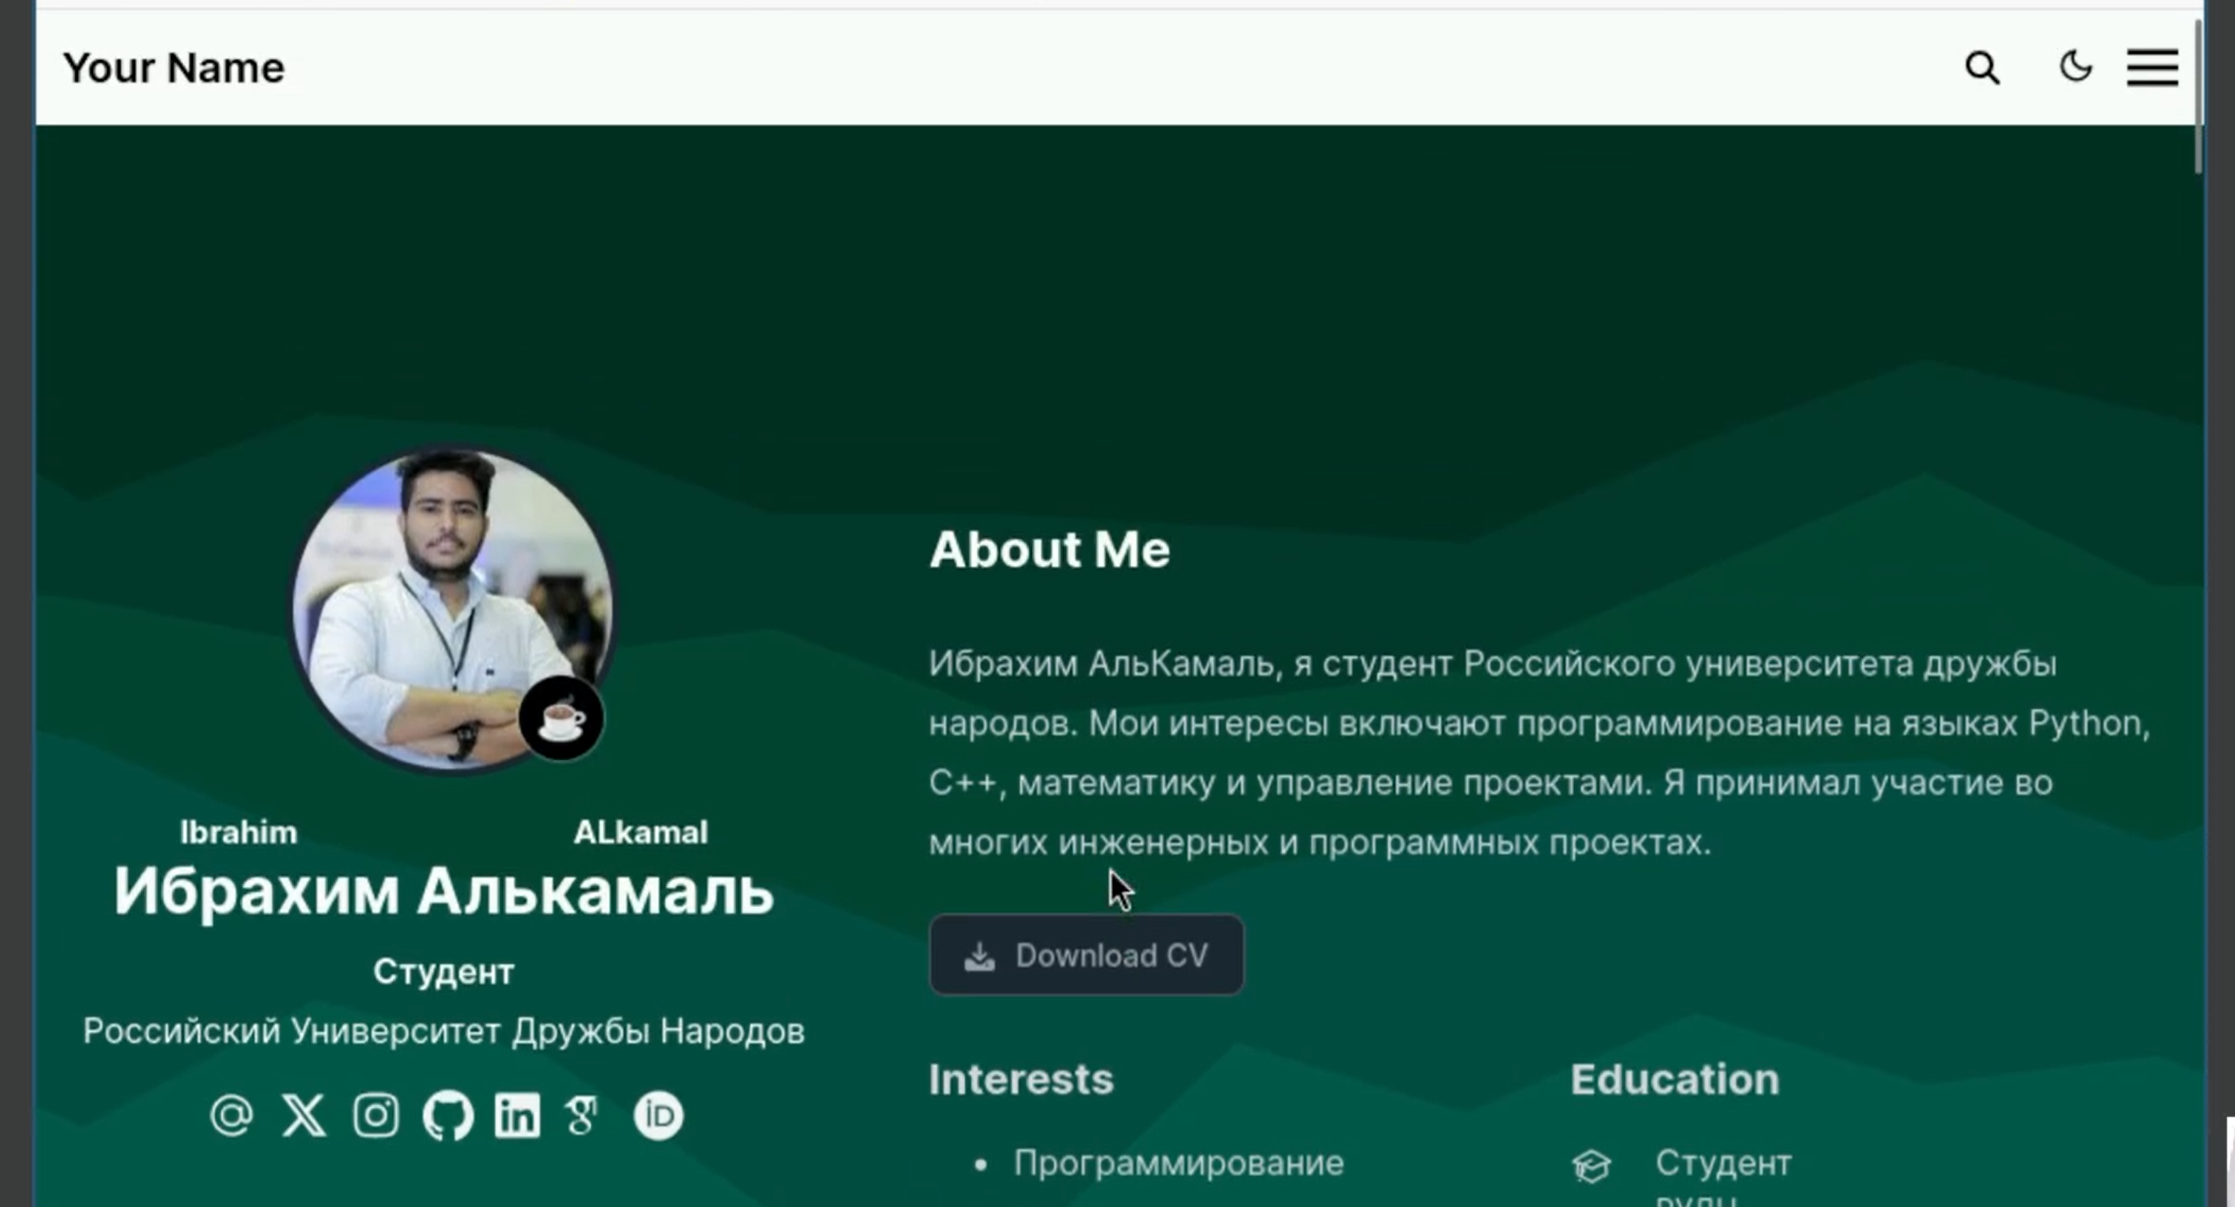 Your Name
Ibrahim ALkamal
Ибрахим Алькамаль
Студент
Российский Университет Дружбы Народов
About Me
Ибрахим АльКамаль, я студент Российского университета дружбы
народов. Мои интересы включают программирование на языках Python,
C++, математику и управление проектами. Я принимал участие во
многих инженерных и программных проектах.
Download CV
Interests
Программирование
Education
Студент